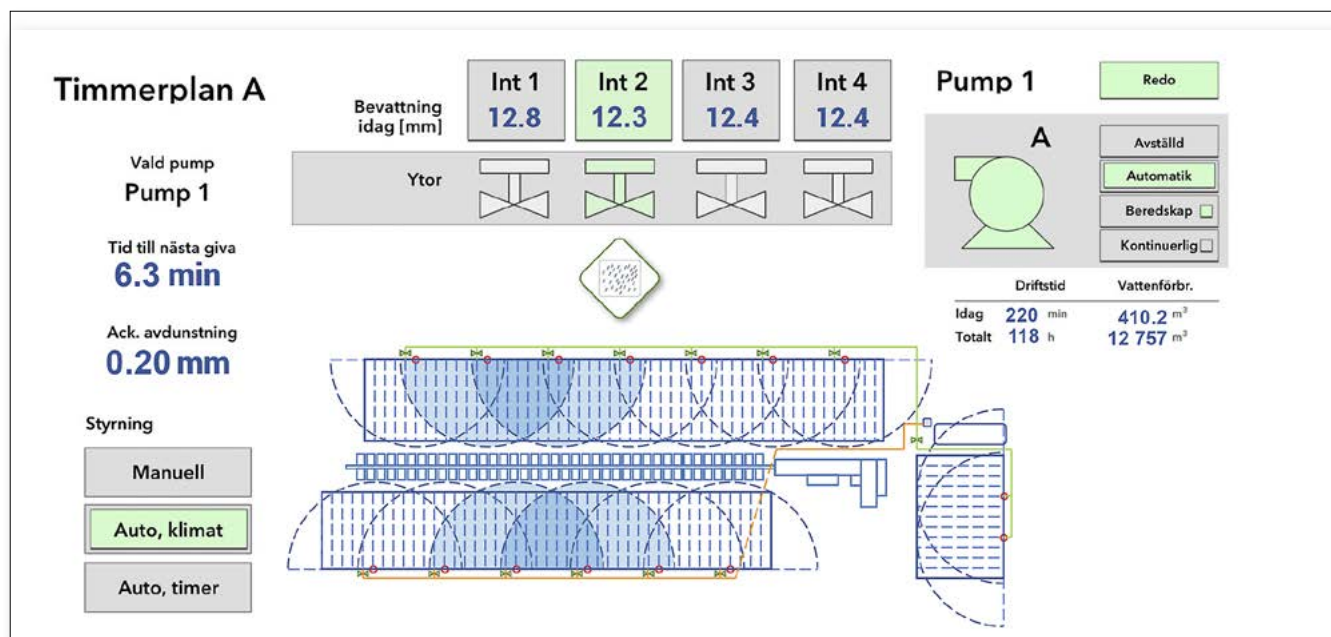 Timmerplan A
Bevattning
idag [mm]
Int 1
12.8
Int 2
12.3
Int 3
12.4
Int 4
12.4
Ytor
Vald pump
Pump 1
Tid till nästa giva
6.3 min
Ack. avdunstning
0.20 mm
Styrning
Manuell
Auto, klimat
Auto, timer
Pump 1
Redo
A
Avställd
Automatik
Beredskap
Kontinuerlig
Driftstid Vattenförbr.
Idag 220 min 410.2 m³
Totalt 118 h 12 757 m³